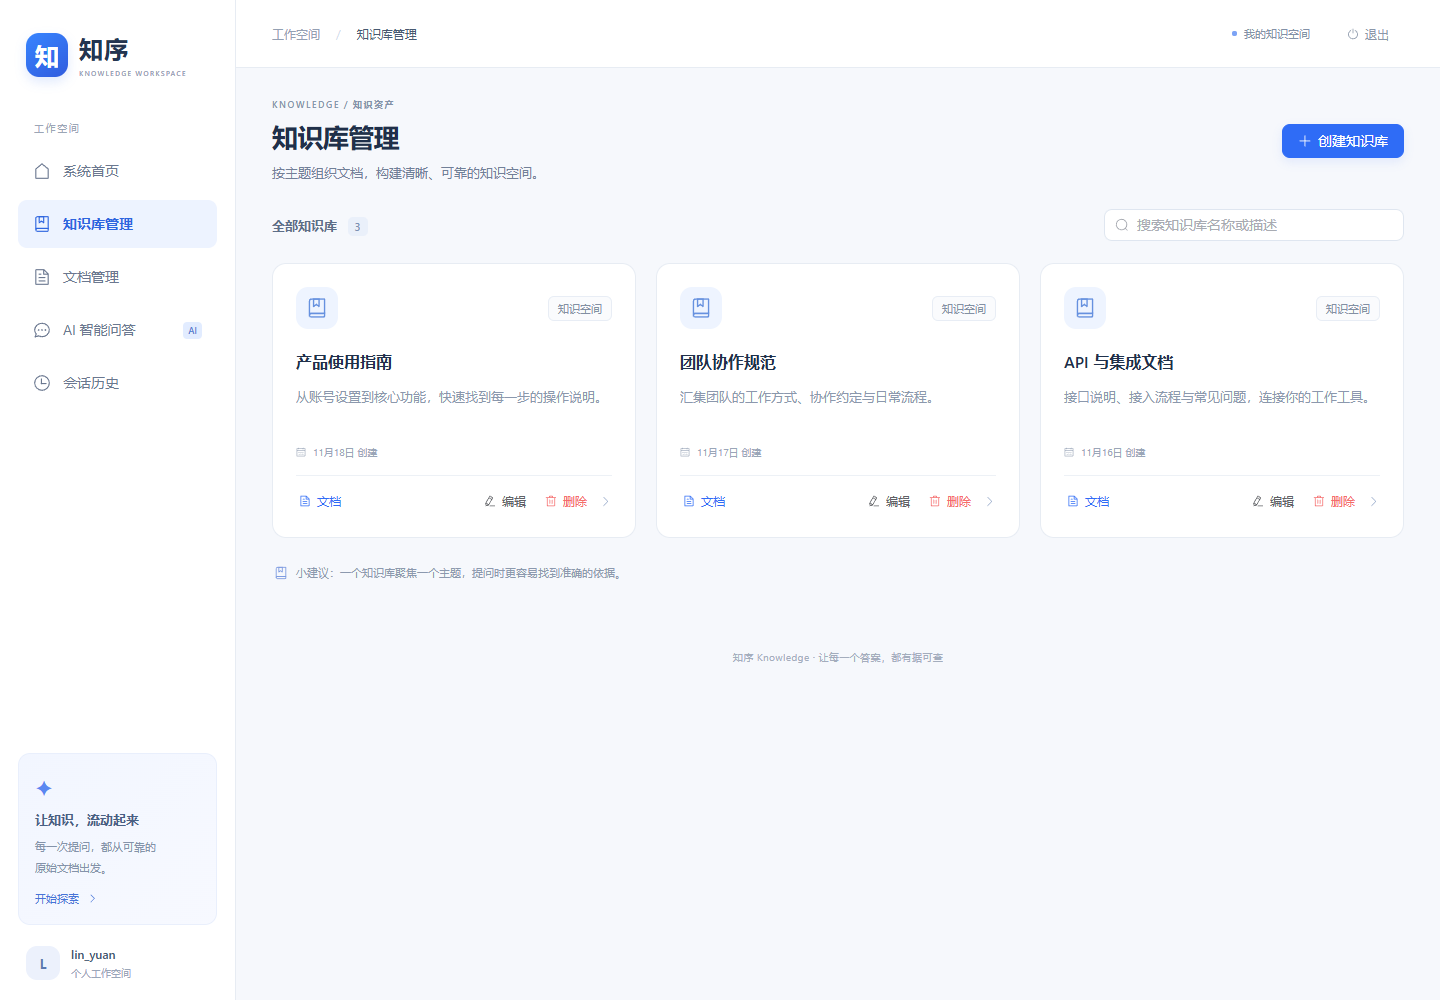 知 知序
KNOWLEDGE WORKSPACE
工作空间
系统首页
知识库管理
文档管理
AI 智能问答 AI
会话历史
让知识，流动起来
每一次提问，都从可靠的
原始文档出发。
开始探索
L lin_yuan
个人工作空间
工作空间 / 知识库管理
我的知识空间 退出
KNOWLEDGE / 知识资产
知识库管理
按主题组织文档，构建清晰、可靠的知识空间。
创建知识库
全部知识库 3
搜索知识库名称或描述
知识空间
产品使用指南
从账号设置到核心功能，快速找到每一步的操作说明。
11月18日 创建
文档 编辑 删除
知识空间
团队协作规范
汇集团队的工作方式、协作约定与日常流程。
11月17日 创建
文档 编辑 删除
知识空间
API 与集成文档
接口说明、接入流程与常见问题，连接你的工作工具。
11月16日 创建
文档 编辑 删除
小建议：一个知识库聚焦一个主题，提问时更容易找到准确的依据。
知序 Knowledge · 让每一个答案，都有据可查